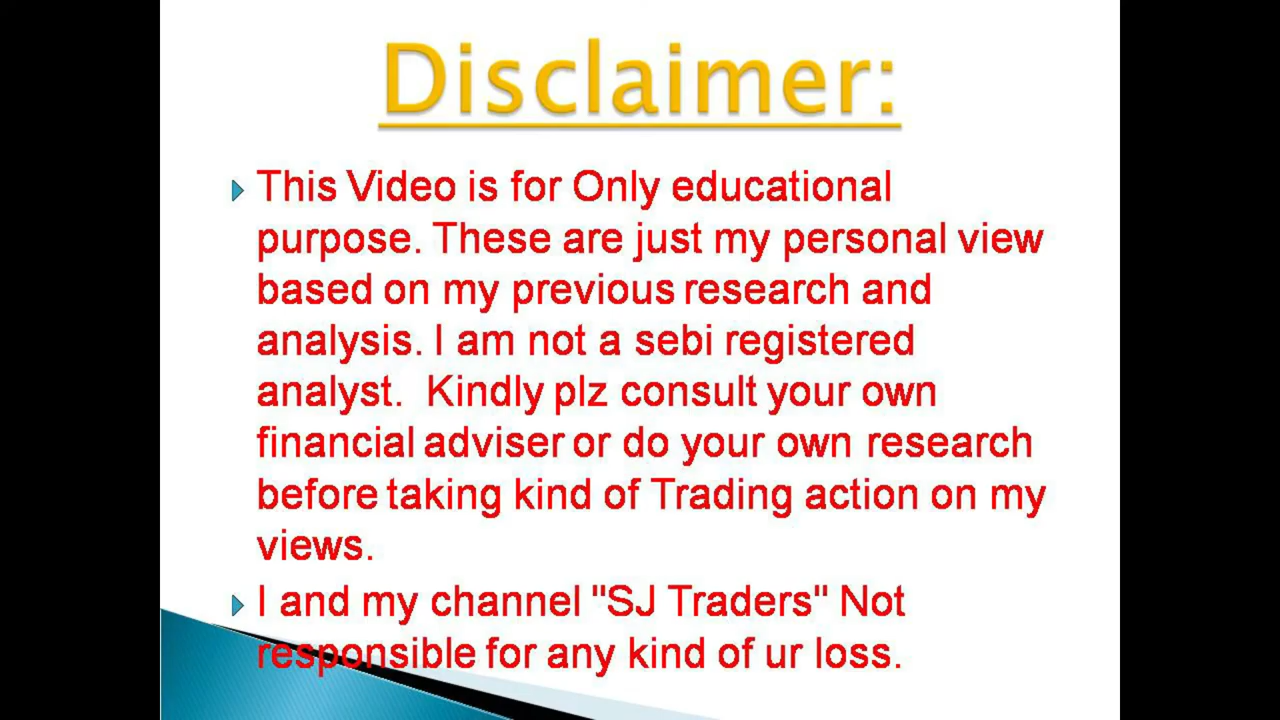 Disclaimer:
This Video is for Only educational
purpose. These are just my personal view
based on my previous research and
analysis. I am not a sebi registered
analyst.  Kindly plz consult your own
financial adviser or do your own research
before taking kind of Trading action on my
views.
I and my channel "SJ Traders" Not
responsible for any kind of ur loss.